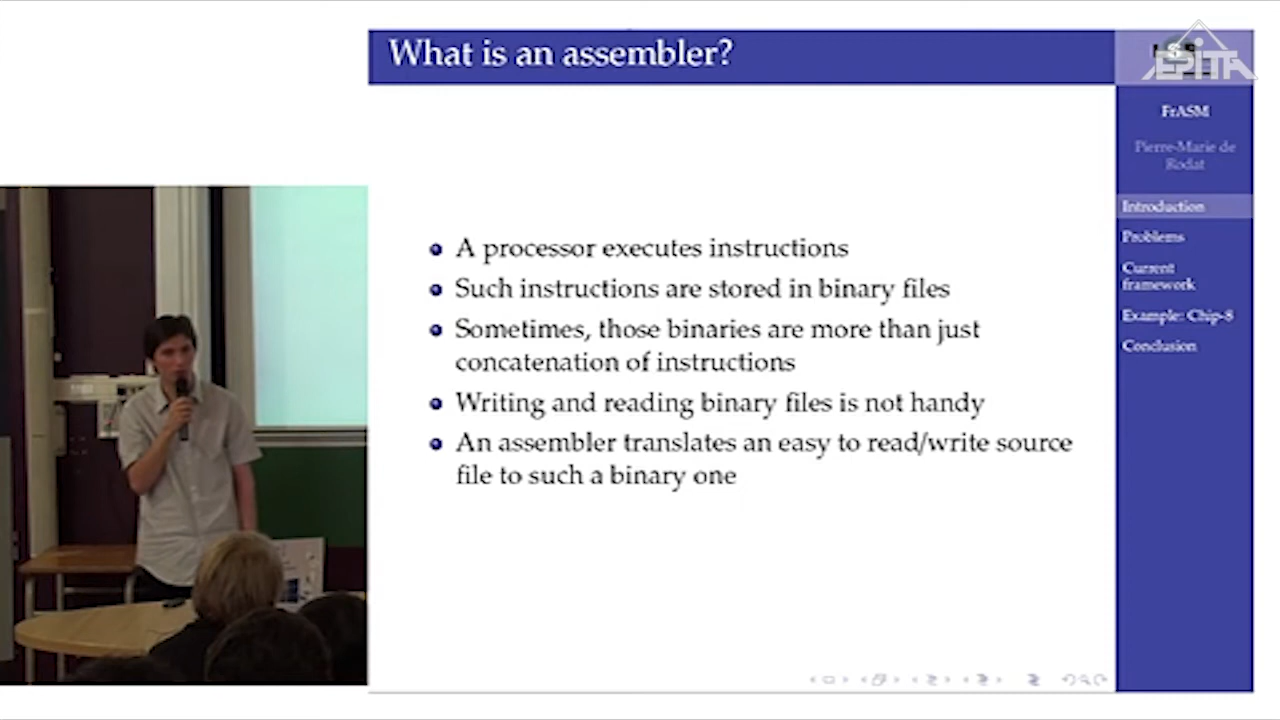 What is an assembler?
A processor executes instructions
Such instructions are stored in binary files
Sometimes, those binaries are more than just
concatenation of instructions
Writing and reading binary files is not handy
An assembler translates an easy to read/write source
file to such a binary one
EPITA
FrASM
Pierre-Marie de
Rodat
Introduction
Problems
Current
framework
Example: Chip-8
Conclusion